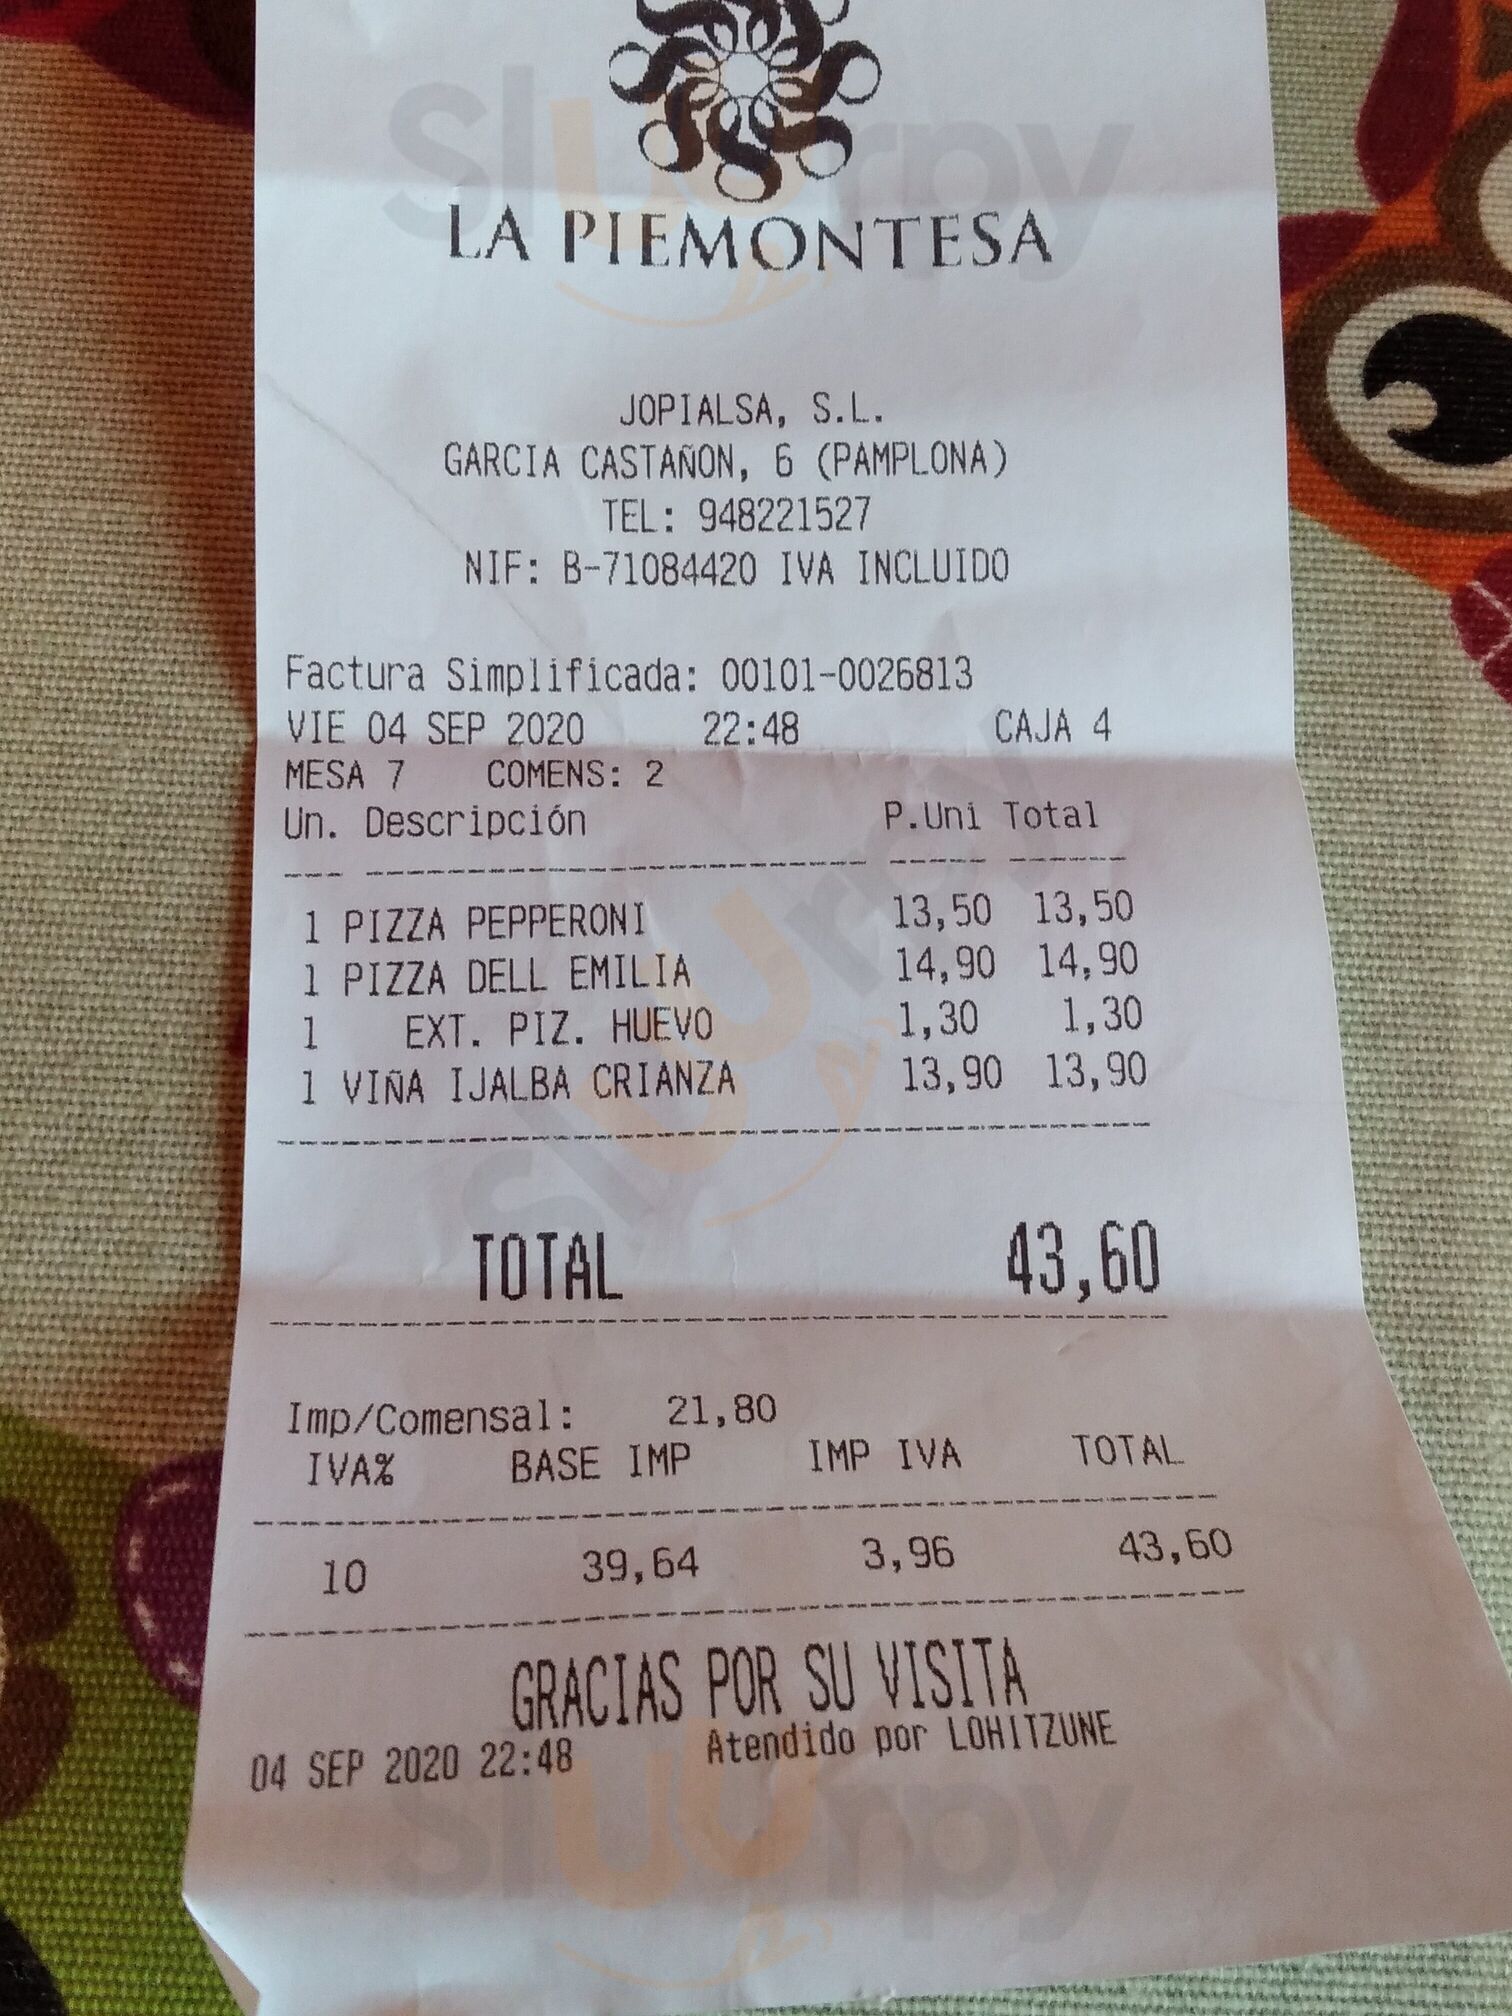 LA PIEMONTESA
JOPIALSA, S.L.
GARCIA CASTAÑON, 6 (PAMPLONA)
TEL: 948221527
NIF: B-71084420 IVA INCLUIDO
Factura Simplificada: 00101-0026813
VIE 04 SEP 2020 22:48 CAJA 4
MESA 7 COMENS: 2
Un. Descripción P.Uni Total
1 PIZZA PEPPERONI 13,50 13,50
1 PIZZA DELL EMILIA 14,90 14,90
1 EXT. PIZ. HUEVO 1,30 1,30
1 VIÑA IJALBA CRIANZA 13,90 13,90
TOTAL 43,60
Imp/Comensal: 21,80
IVA% BASE IMP IMP IVA TOTAL
10 39,64 3,96 43,60
GRACIAS POR SU VISITA
04 SEP 2020 22:48 Atendido por LOHITZUNE
Sluurpy
Sluurpy
Sluurpy